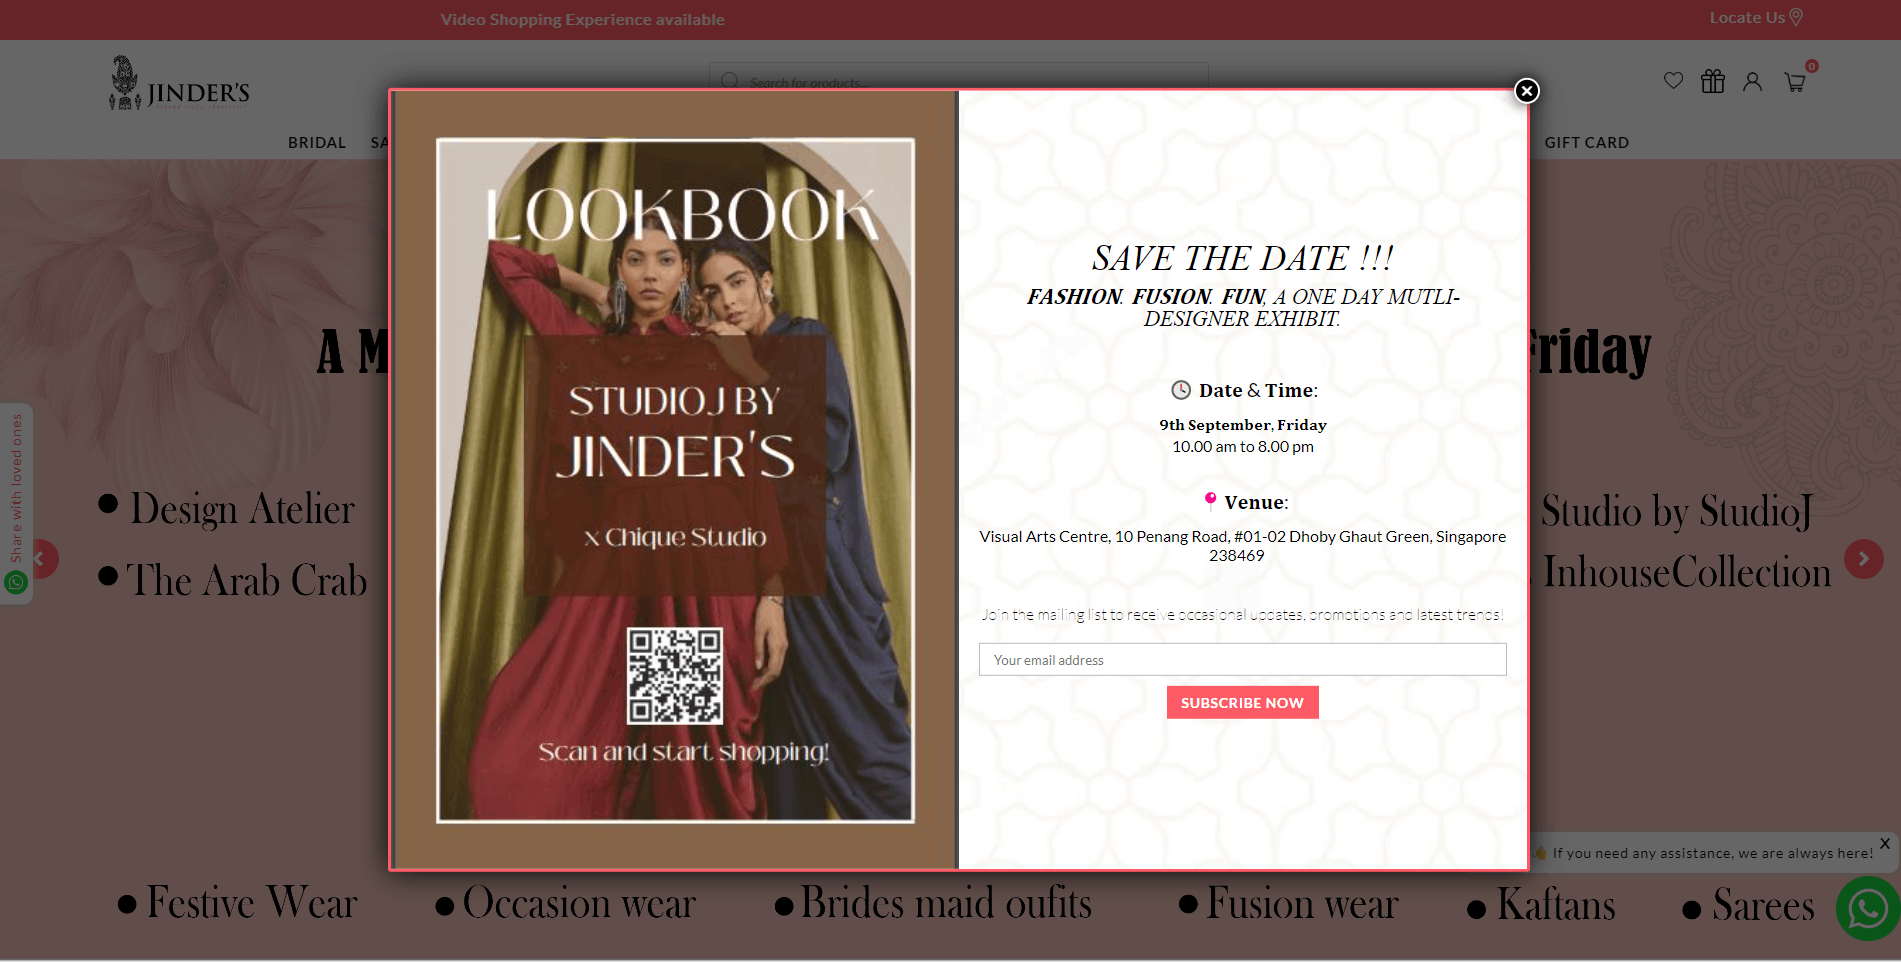 Video Shopping Experience available
Locate Us
JINDER'S
Search for products...
0
BRIDAL
SA
GIFT CARD
LOOKBOOK
STUDIOJ BY
JINDER'S
x Chique Studio
Scan and start shopping!
SAVE THE DATE !!!
FASHION. FUSION. FUN, A ONE DAY MUTLI-
DESIGNER EXHIBIT.
Date & Time:
9th September, Friday
10.00 am to 8.00 pm
Venue:
Visual Arts Centre, 10 Penang Road, #01-02 Dhoby Ghaut Green, Singapore
238469
Join the mailing list to receive occasional updates, promotions and latest trends!
Your email address
SUBSCRIBE NOW
A M
Friday
Share with loved ones
Design Atelier
The Arab Crab
Studio by StudioJ
InhouseCollection
X
If you need any assistance, we are always here!
Festive Wear
Occasion wear
Brides maid oufits
Fusion wear
Kaftans
Sarees